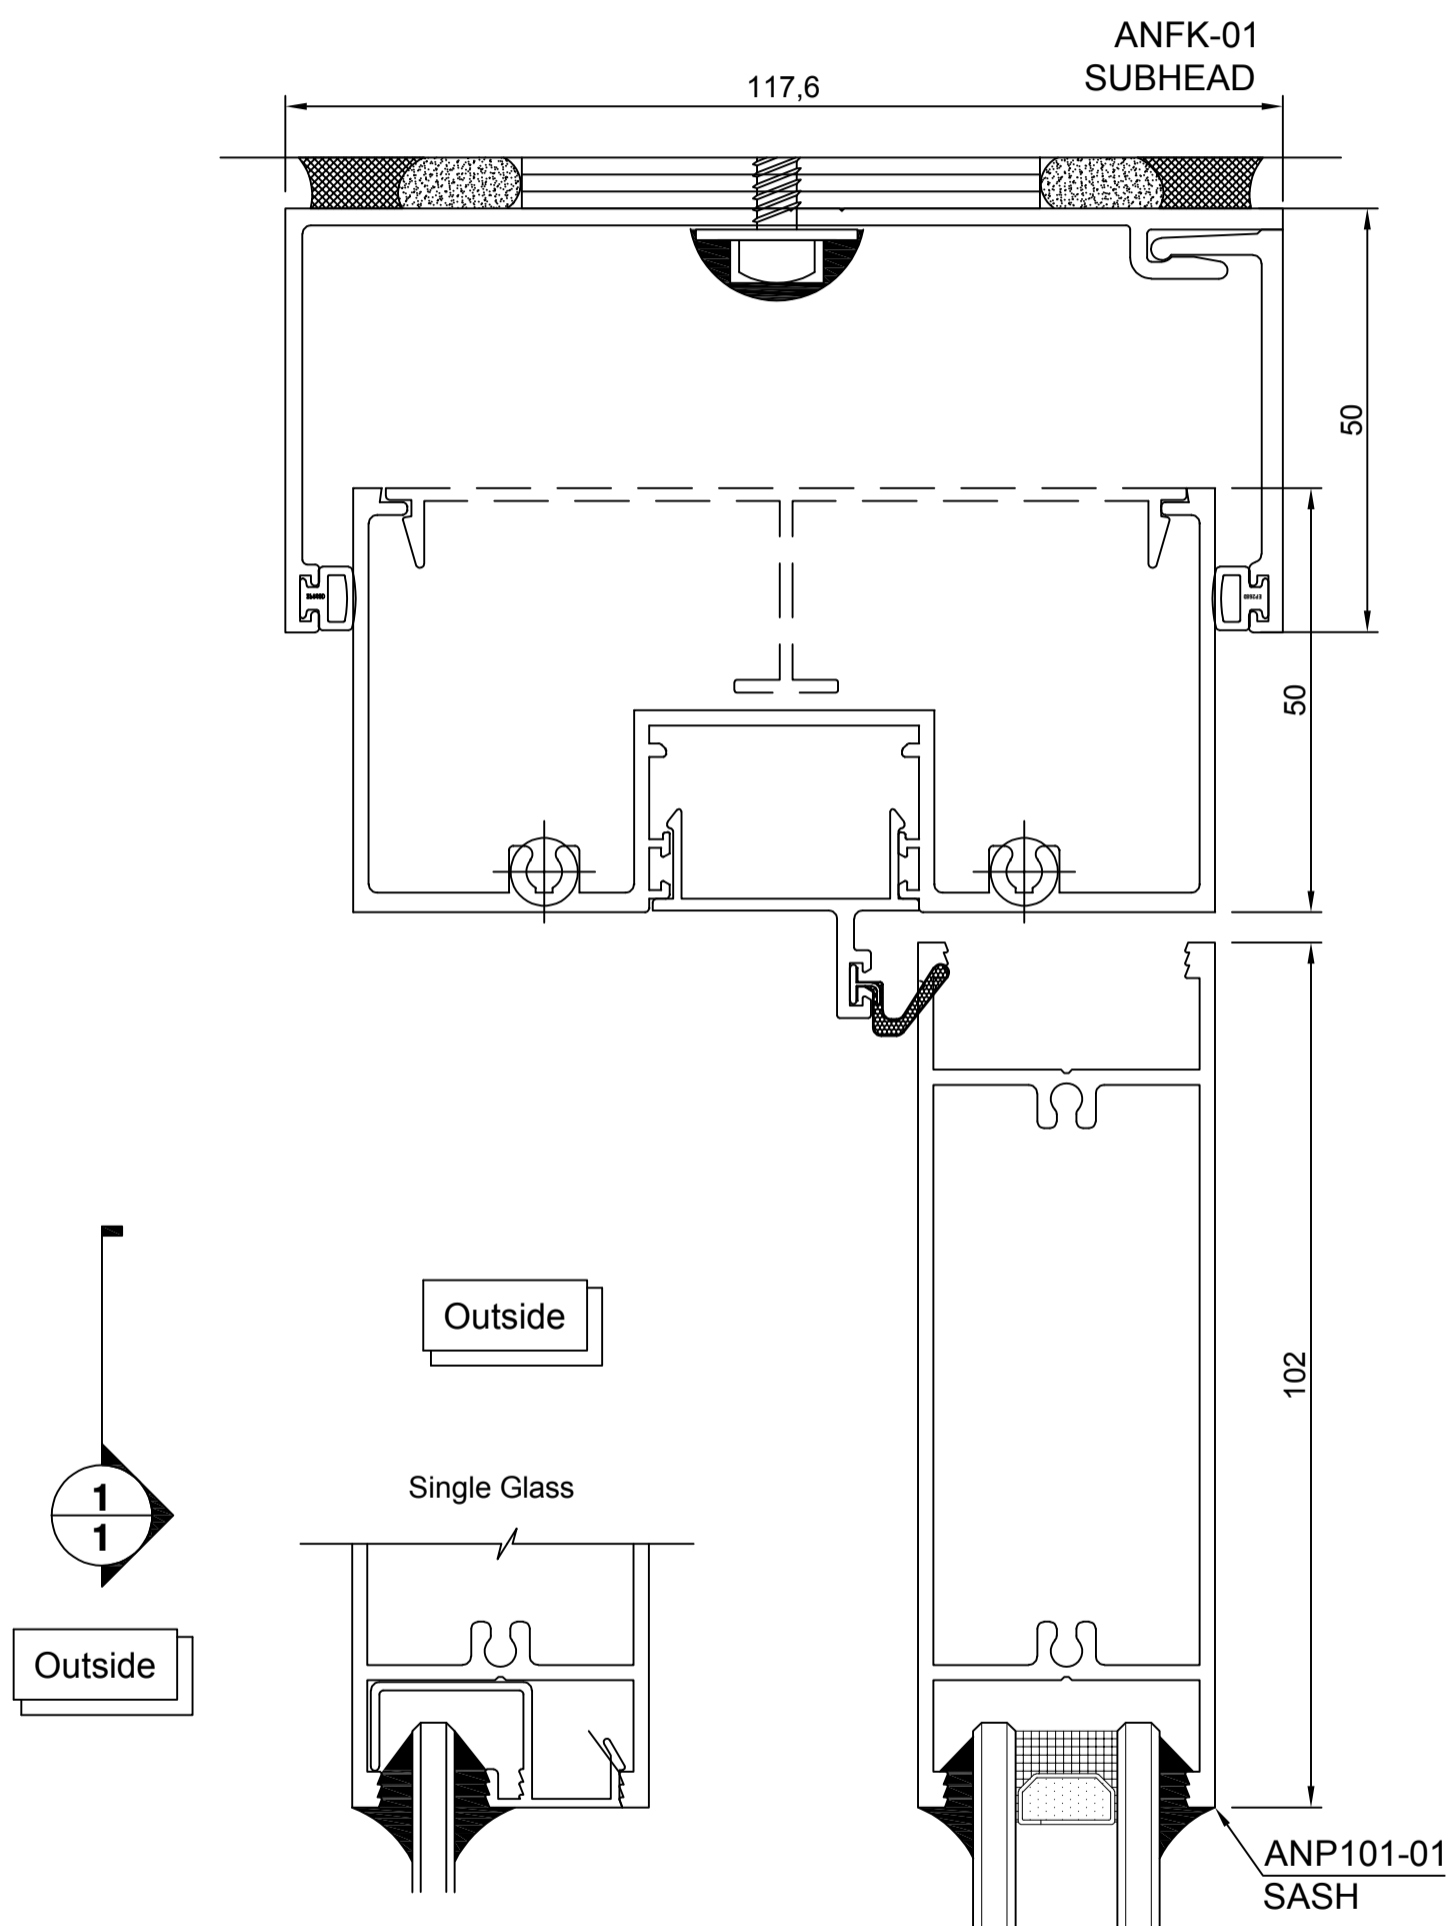 ANFK-01
SUBHEAD
117,6
50
50
102
Outside
Single Glass
1
1
Outside
ANP101-01
SASH